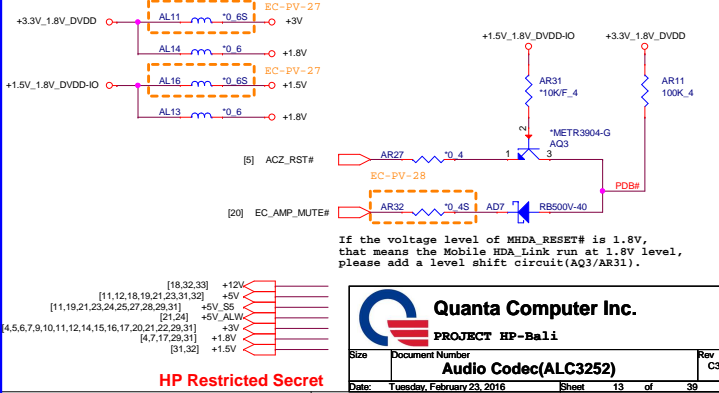 EC-PV-27
+3.3V_1.8V_DVDD AL11 *0_6S +3V
AL14 *0_6 +1.8V
EC-PV-27
+1.5V_1.8V_DVDD-IO AL16 *0_6S +1.5V
AL13 *0_6 +1.8V
+1.5V_1.8V_DVDD-IO +3.3V_1.8V_DVDD
AR31
*10K/F_4
AR11
100K_4
2
*METR3904-G
AQ3
[5] ACZ_RST# AR27 *0_4 1 3
EC-PV-28
PDB#
[20] EC_AMP_MUTE# AR32 *0_4S AD7 RB500V-40
If the voltage level of MHDA_RESET# is 1.8V,
that means the Mobile HDA_Link run at 1.8V level,
please add a level shift circuit(AQ3/AR31).
[18,32,33] +12V
[11,12,18,19,21,23,31,32] +5V
[11,19,21,23,24,25,27,28,29,31] +5V_S5
[21,24] +5V_ALW
[4,5,6,7,9,10,11,12,14,15,16,17,20,21,22,29,31] +3V
[4,7,17,29,31] +1.8V
[31,32] +1.5V
HP Restricted Secret
Quanta Computer Inc.
PROJECT HP-Bali
Size Document Number Rev
Audio Codec(ALC3252) C3
Date: Tuesday, February 23, 2016 Sheet 13 of 39